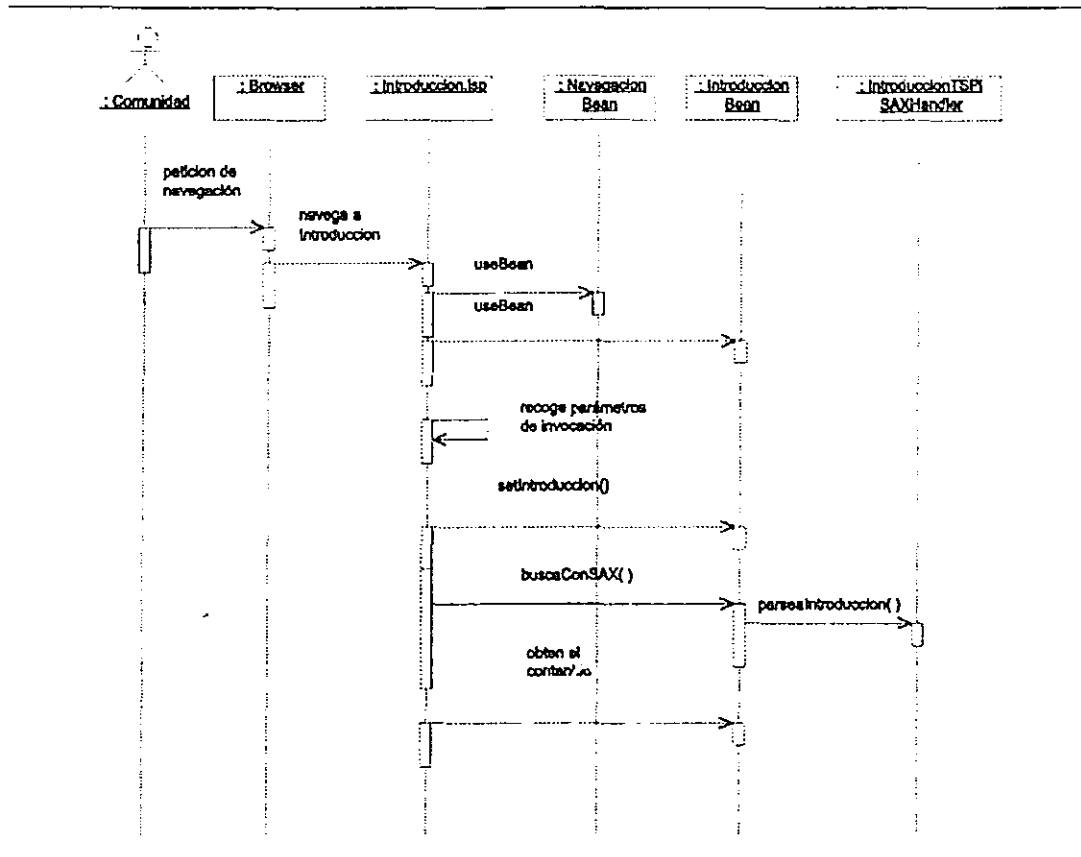 : Comunidad
: Browser
: Introduccion.jsp
: Navegacion
Bean
: Introduccion
Bean
: IntroduccionTSPi
SAXHandler
peticion de
navegación
navega a
Introduccion
useBean
useBean
recoge parámetros
de invocación
setIntroduccion()
buscaConSAX( )
parseaIntroduccion( )
obten el